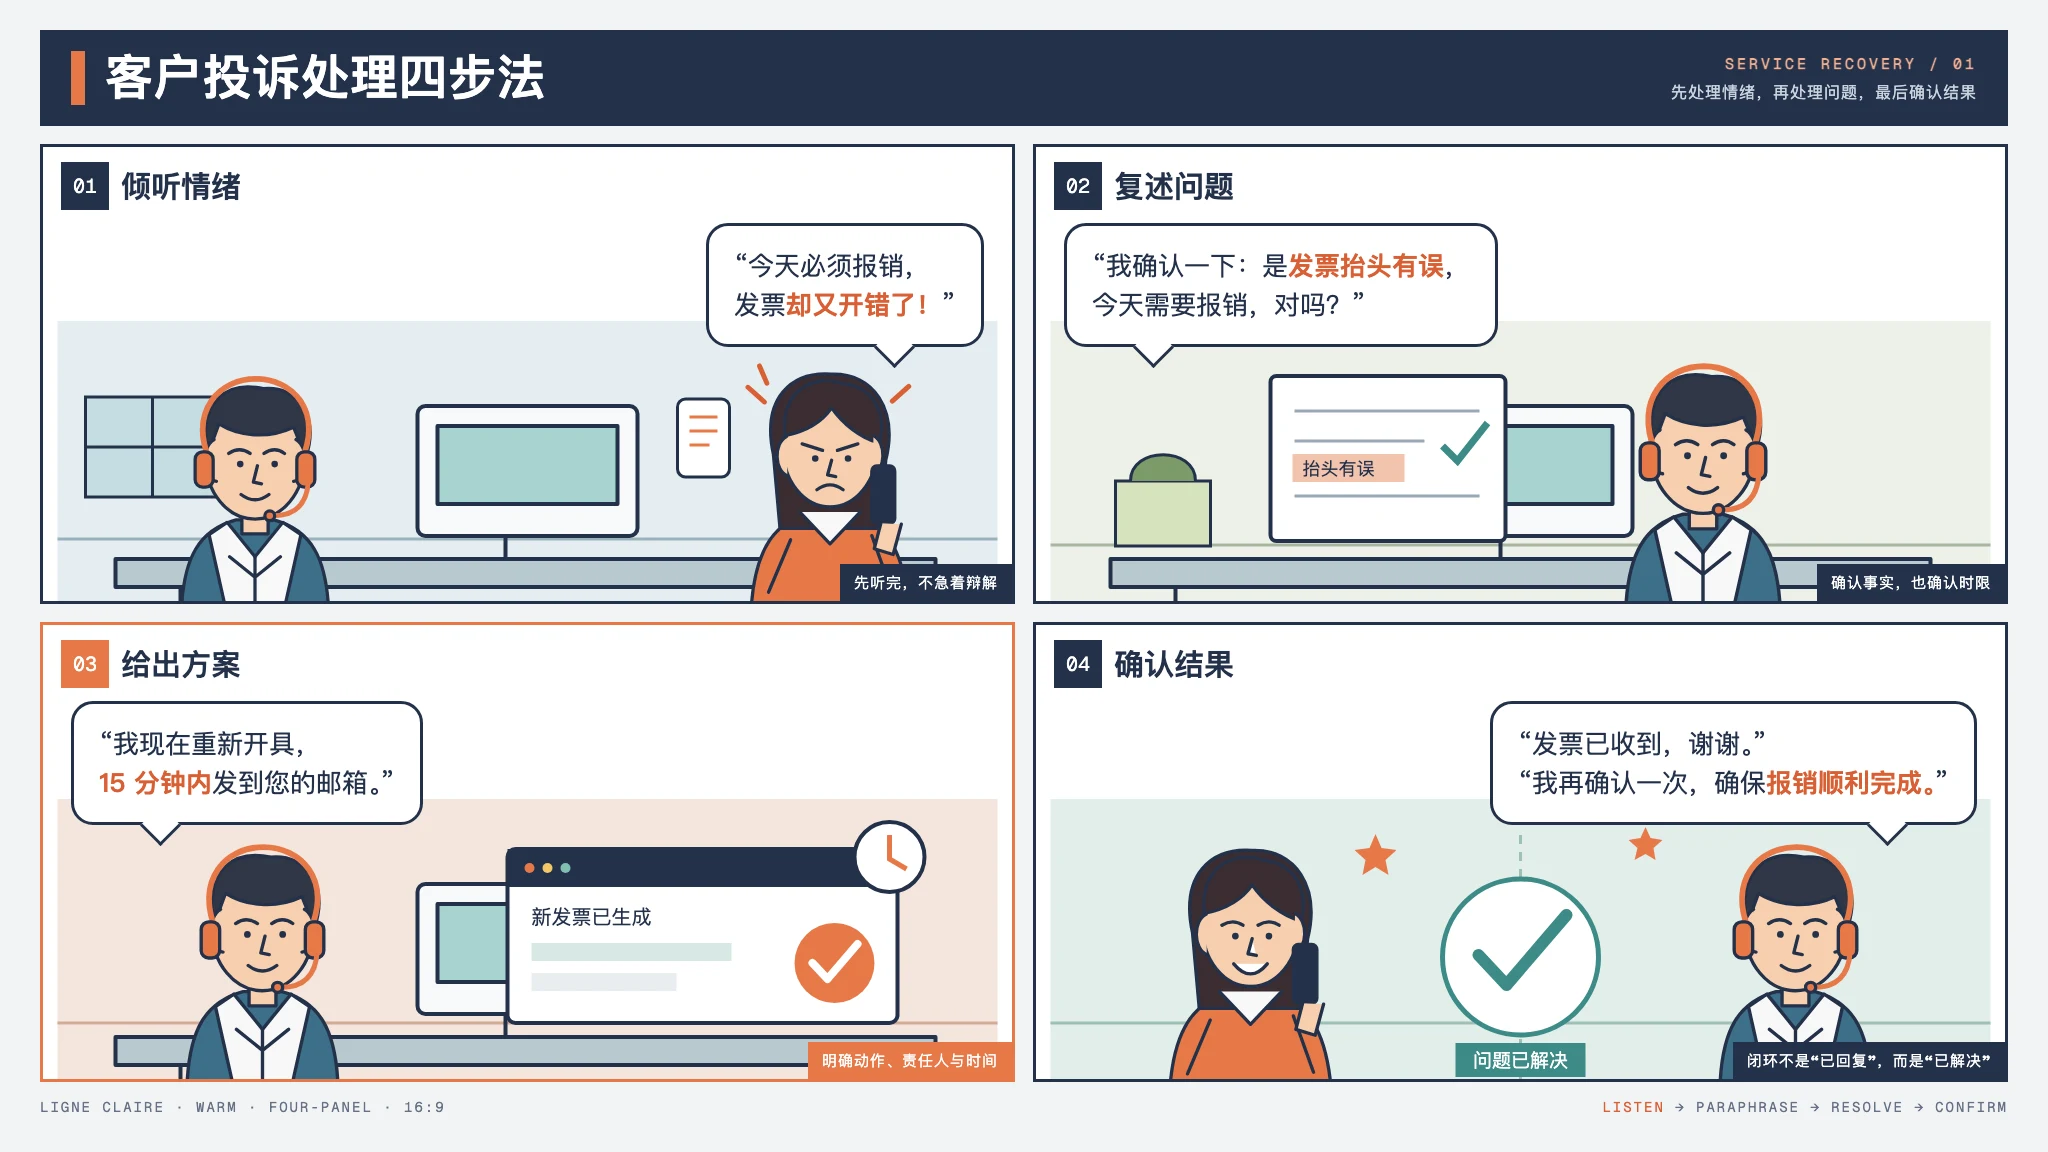 客户投诉处理四步法
SERVICE RECOVERY / 01
先处理情绪，再处理问题，最后确认结果
01 倾听情绪
“今天必须报销，
发票却又开错了！”
先听完，不急着辩解
02 复述问题
“我确认一下：是发票抬头有误，
今天需要报销，对吗？”
抬头有误
确认事实，也确认时限
03 给出方案
“我现在重新开具，
15 分钟内发到您的邮箱。”
新发票已生成
明确动作、责任人与时间
04 确认结果
“发票已收到，谢谢。”
“我再确认一次，确保报销顺利完成。”
问题已解决
闭环不是“已回复”，而是“已解决”
LIGNE CLAIRE · WARM · FOUR-PANEL · 16:9
LISTEN → PARAPHRASE → RESOLVE → CONFIRM